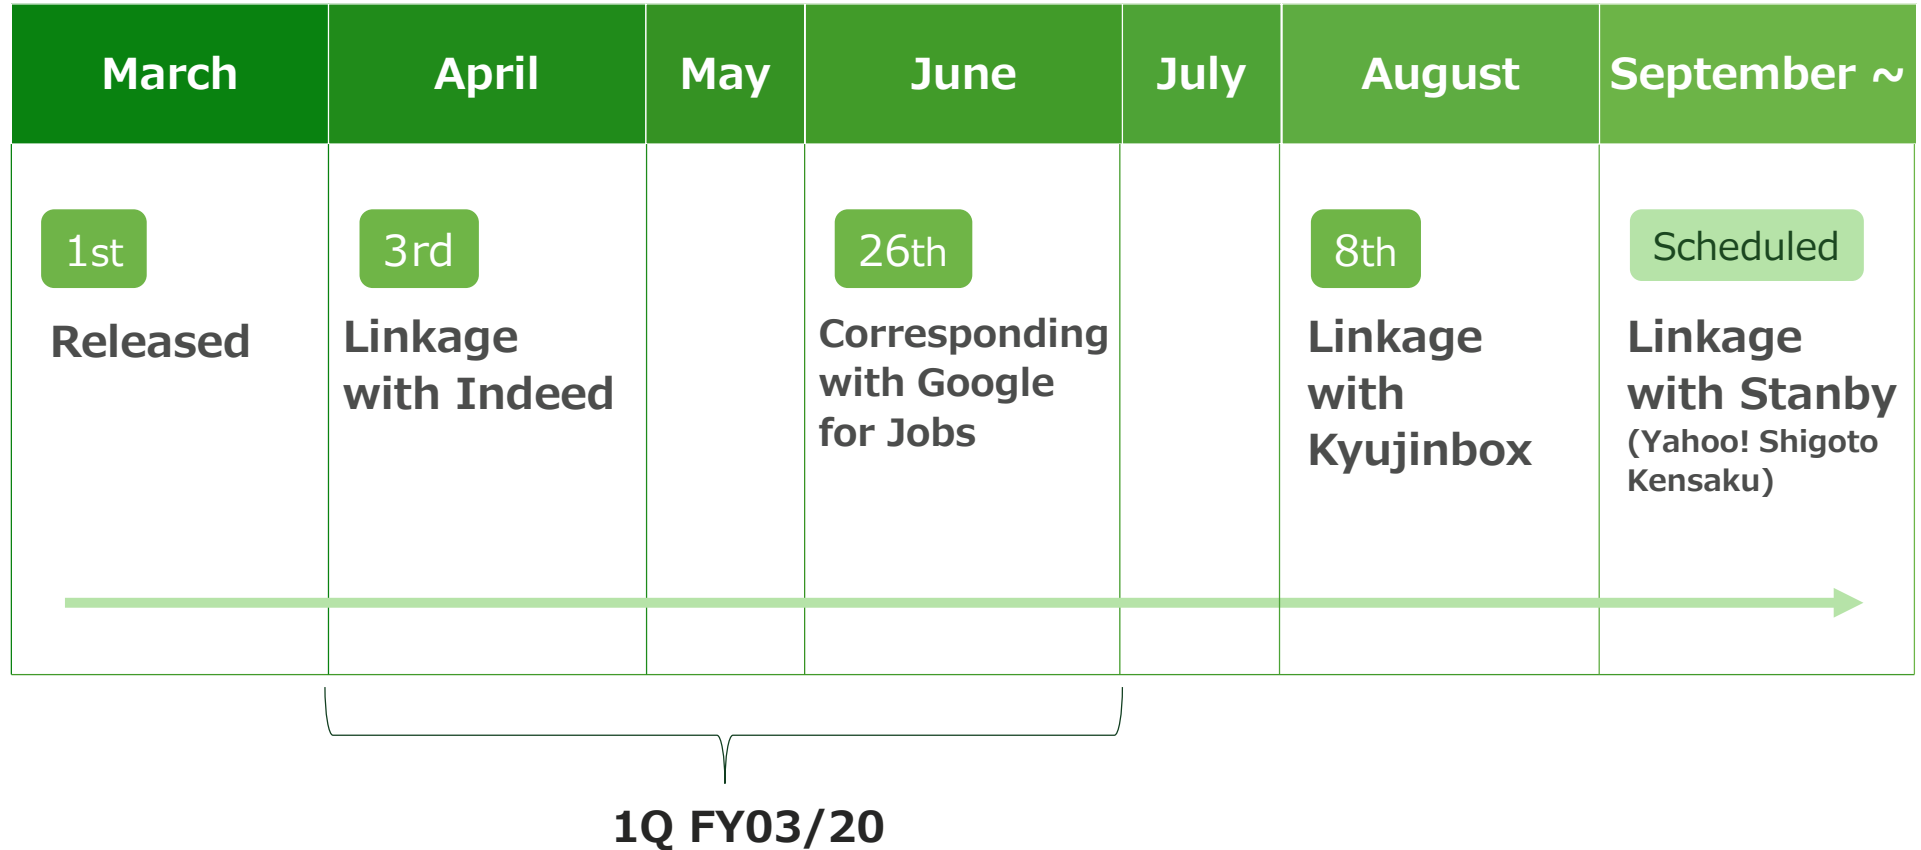 March April May June July August September ~
1st 3rd 26th 8th Scheduled
Released
Linkage
with Indeed
Corresponding
with Google
for Jobs
Linkage
with
Kyujinbox
Linkage
with Stanby
(Yahoo! Shigoto
Kensaku)
1Q FY03/20